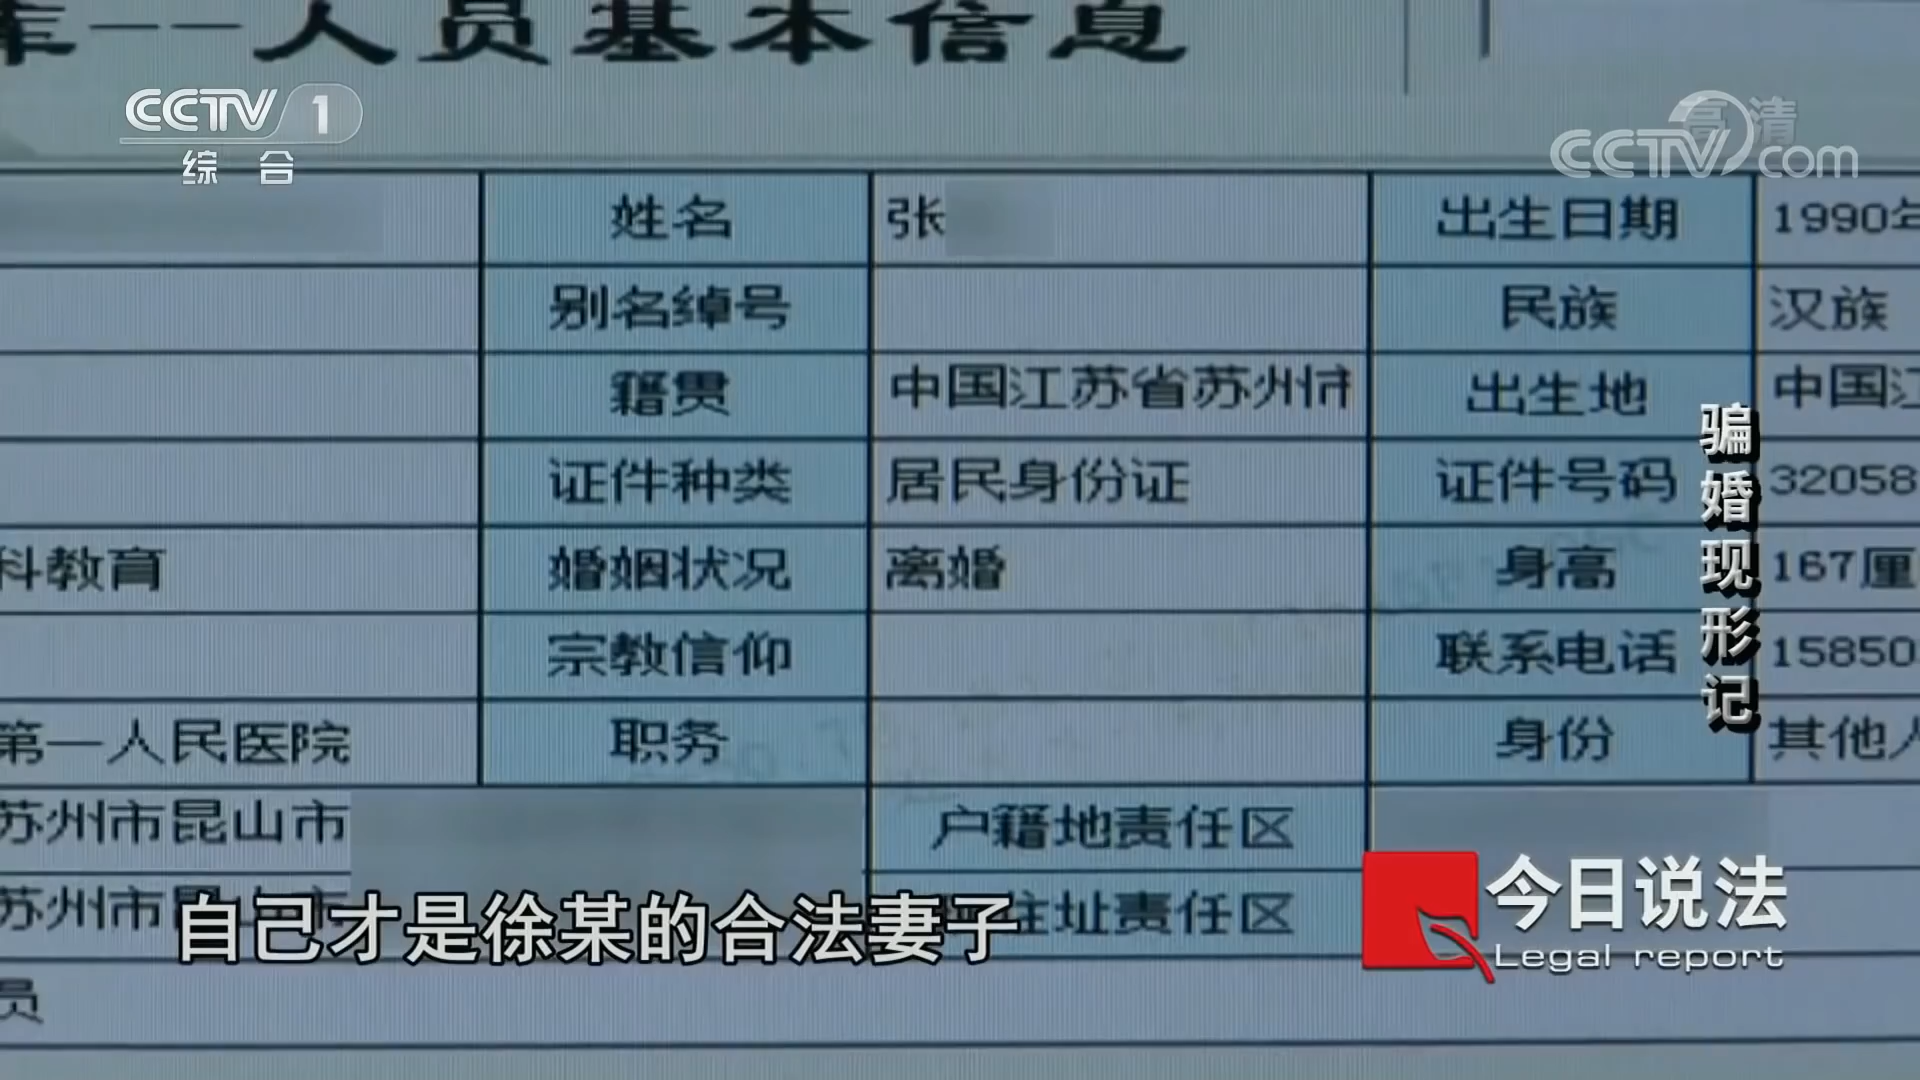 库--人员基本信息
CCTV 1
综合
高清
CCTV com
姓名 张 出生日期 1990年
别名绰号 民族 汉族
籍贯 中国江苏省苏州市 出生地 中国江
证件种类 居民身份证 证件号码 32058
科教育 婚姻状况 离婚 身高 167厘
宗教信仰 联系电话 15850
第一人民医院 职务 身份 其他人
苏州市昆山市 户籍地责任区
苏州市昆山市 住址责任区
员
骗婚现形记
自己才是徐某的合法妻子
今日说法
Legal report